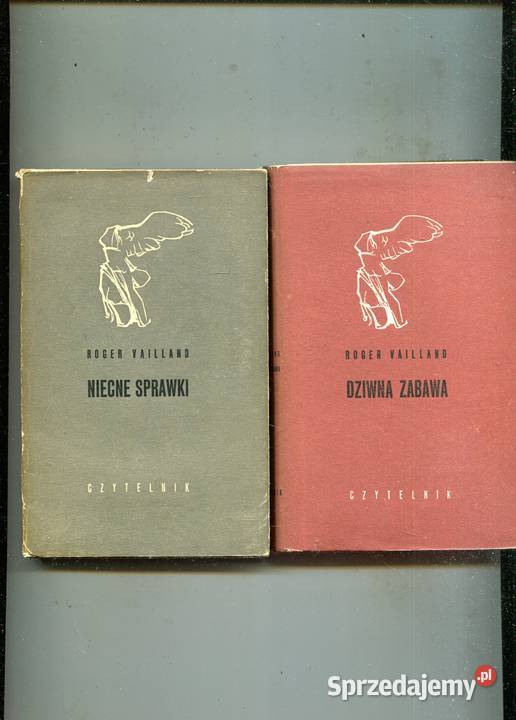 ROGER VAILLAND
NIECNE SPRAWKI
CZYTELNIK
ROGER VAILLAND
DZIWNA ZABAWA
CZYTELNIK
Sprzedajemy.pl